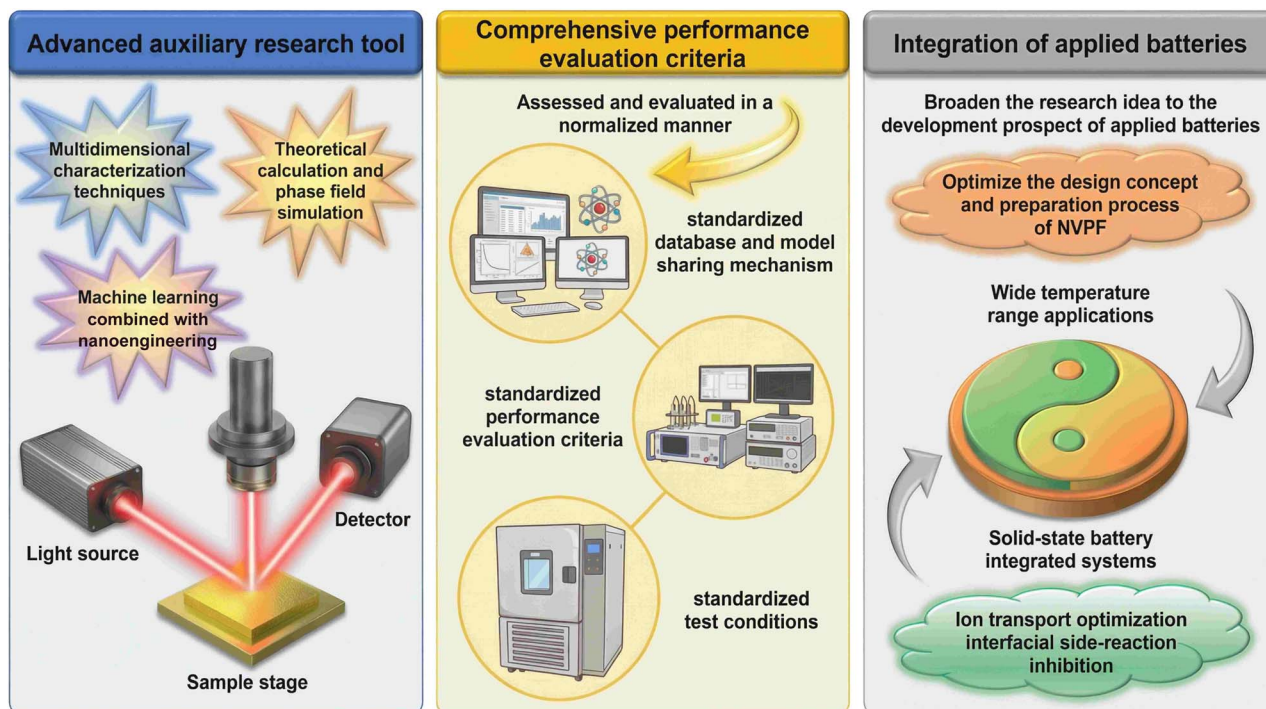 Advanced auxiliary research tool
Multidimensional
characterization
techniques
Theoretical
calculation and
phase field
simulation
Machine learning
combined with
nanoengineering
Light source
Detector
Sample stage
Comprehensive performance
evaluation criteria
Assessed and evaluated in a
normalized manner
standardized
database and model
sharing mechanism
standardized
performance
evaluation criteria
standardized
test conditions
Integration of applied batteries
Broaden the research idea to the
development prospect of applied batteries
Optimize the design concept
and preparation process
of NVPF
Wide temperature
range applications
Solid-state battery
integrated systems
Ion transport optimization
interfacial side-reaction
inhibition